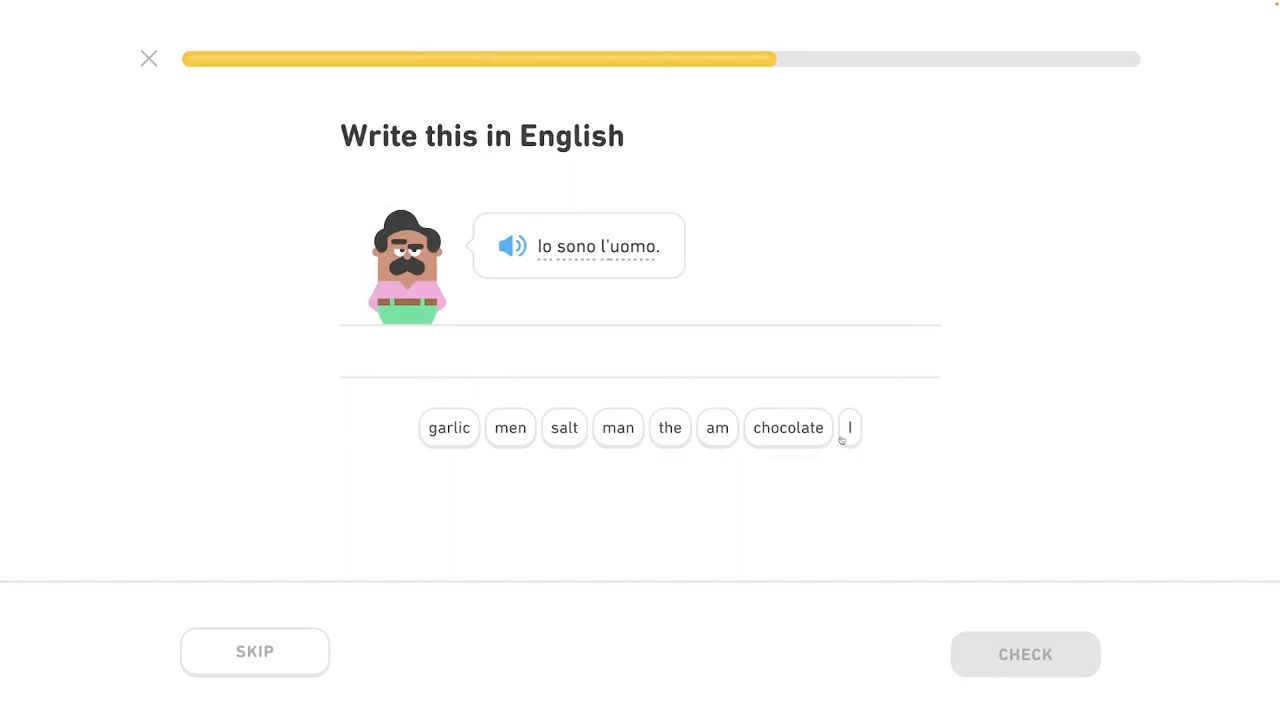 Write this in English
Io sono l'uomo.
garlic men salt man the am chocolate I
SKIP CHECK